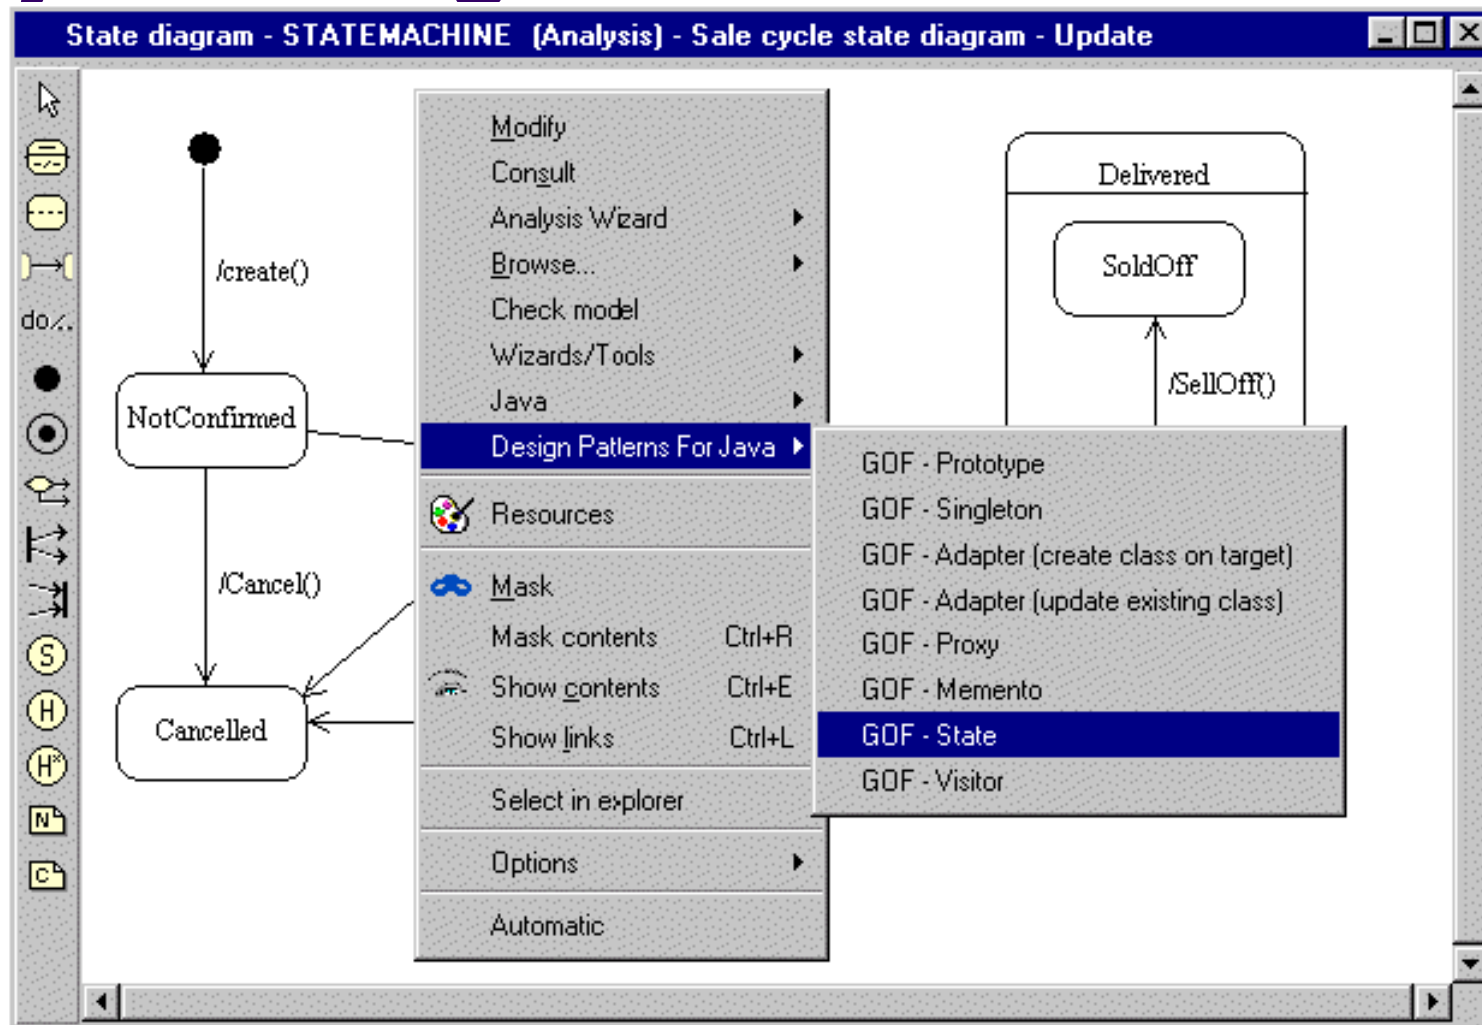 State diagram - STATEMACHINE (Analysis) - Sale cycle state diagram - Update
do
/create()
NotConfirmed
/Cancel()
Cancelled
S
H
H*
N
C
Modify
Consult
Analysis Wizard
Browse...
Check model
Wizards/Tools
Java
Design Patterns For Java
Resources
Mask
Mask contents Ctrl+R
Show contents Ctrl+E
Show links Ctrl+L
Select in explorer
Options
Automatic
Delivered
SoldOff
/SellOff()
GOF - Prototype
GOF - Singleton
GOF - Adapter (create class on target)
GOF - Adapter (update existing class)
GOF - Proxy
GOF - Memento
GOF - State
GOF - Visitor